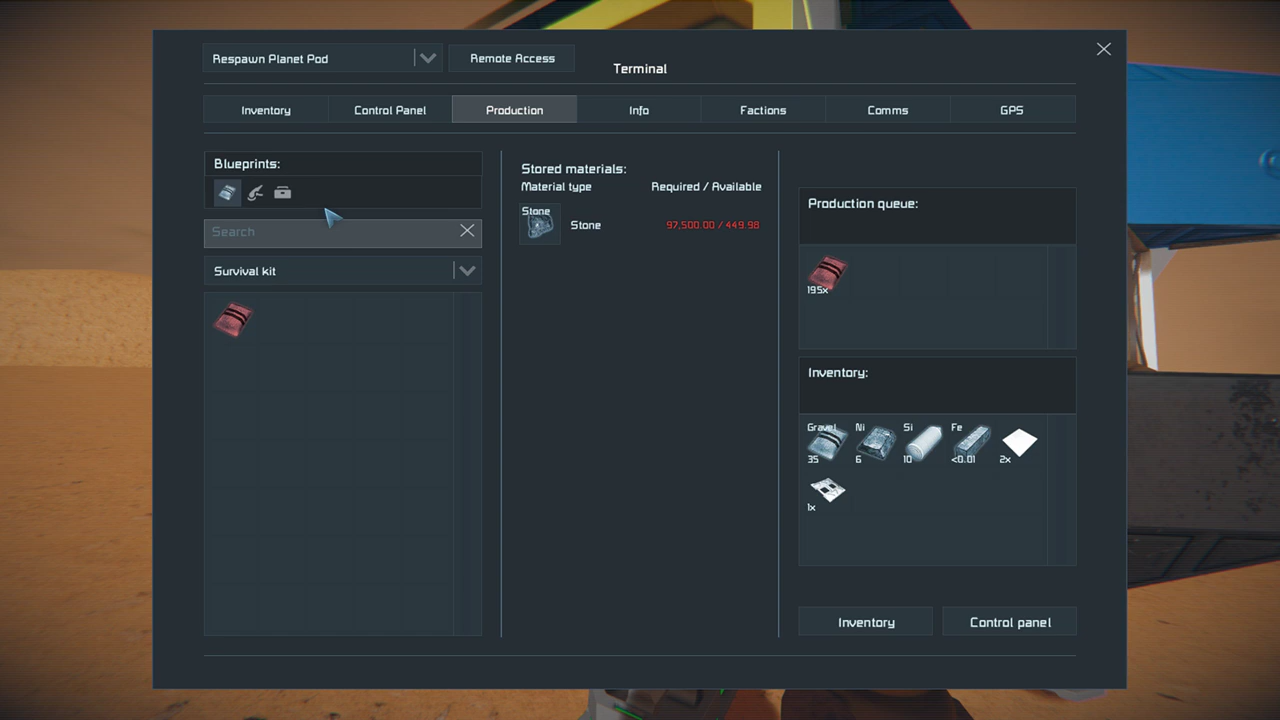 Respawn Planet Pod
Remote Access
Terminal
Inventory
Control Panel
Production
Info
Factions
Comms
GPS
Blueprints:
Search
Survival kit
Stored materials:
Material type
Required / Available
Stone
Stone
97,500.00 / 449.98
Production queue:
195x
Inventory:
Gravel
35
Ni
6
Si
10
Fe
<0.01
2x
1x
Inventory
Control panel